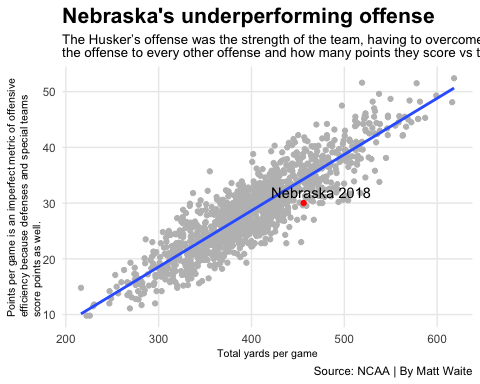 Nebraska's underperforming offense
The Husker's offense was the strength of the team, having to overcome
the offense to every other offense and how many points they score vs t
Points per game is an imperfect metric of offensive
efficiency because defenses and special teams
score points as well.
50
40
30
20
10
Nebraska 2018
200
300
400
500
600
Total yards per game
Source: NCAA | By Matt Waite